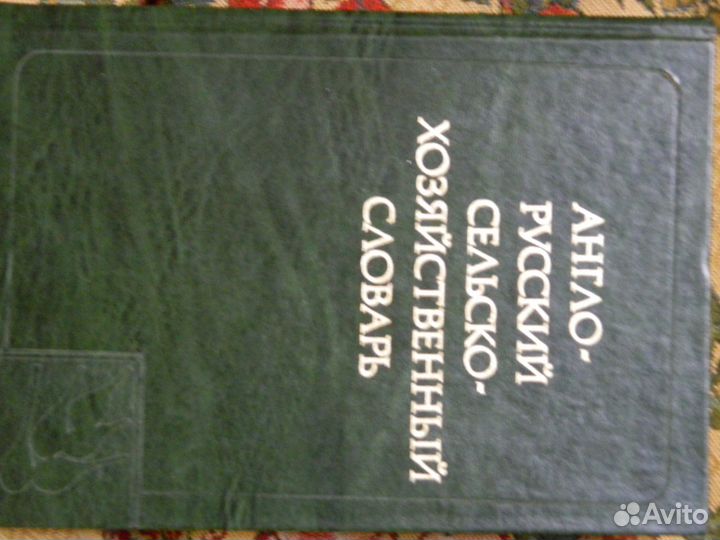 АНГЛО-
РУССКИЙ
СЕЛЬСКО-
ХОЗЯЙСТВЕННЫЙ
СЛОВАРЬ
Avito